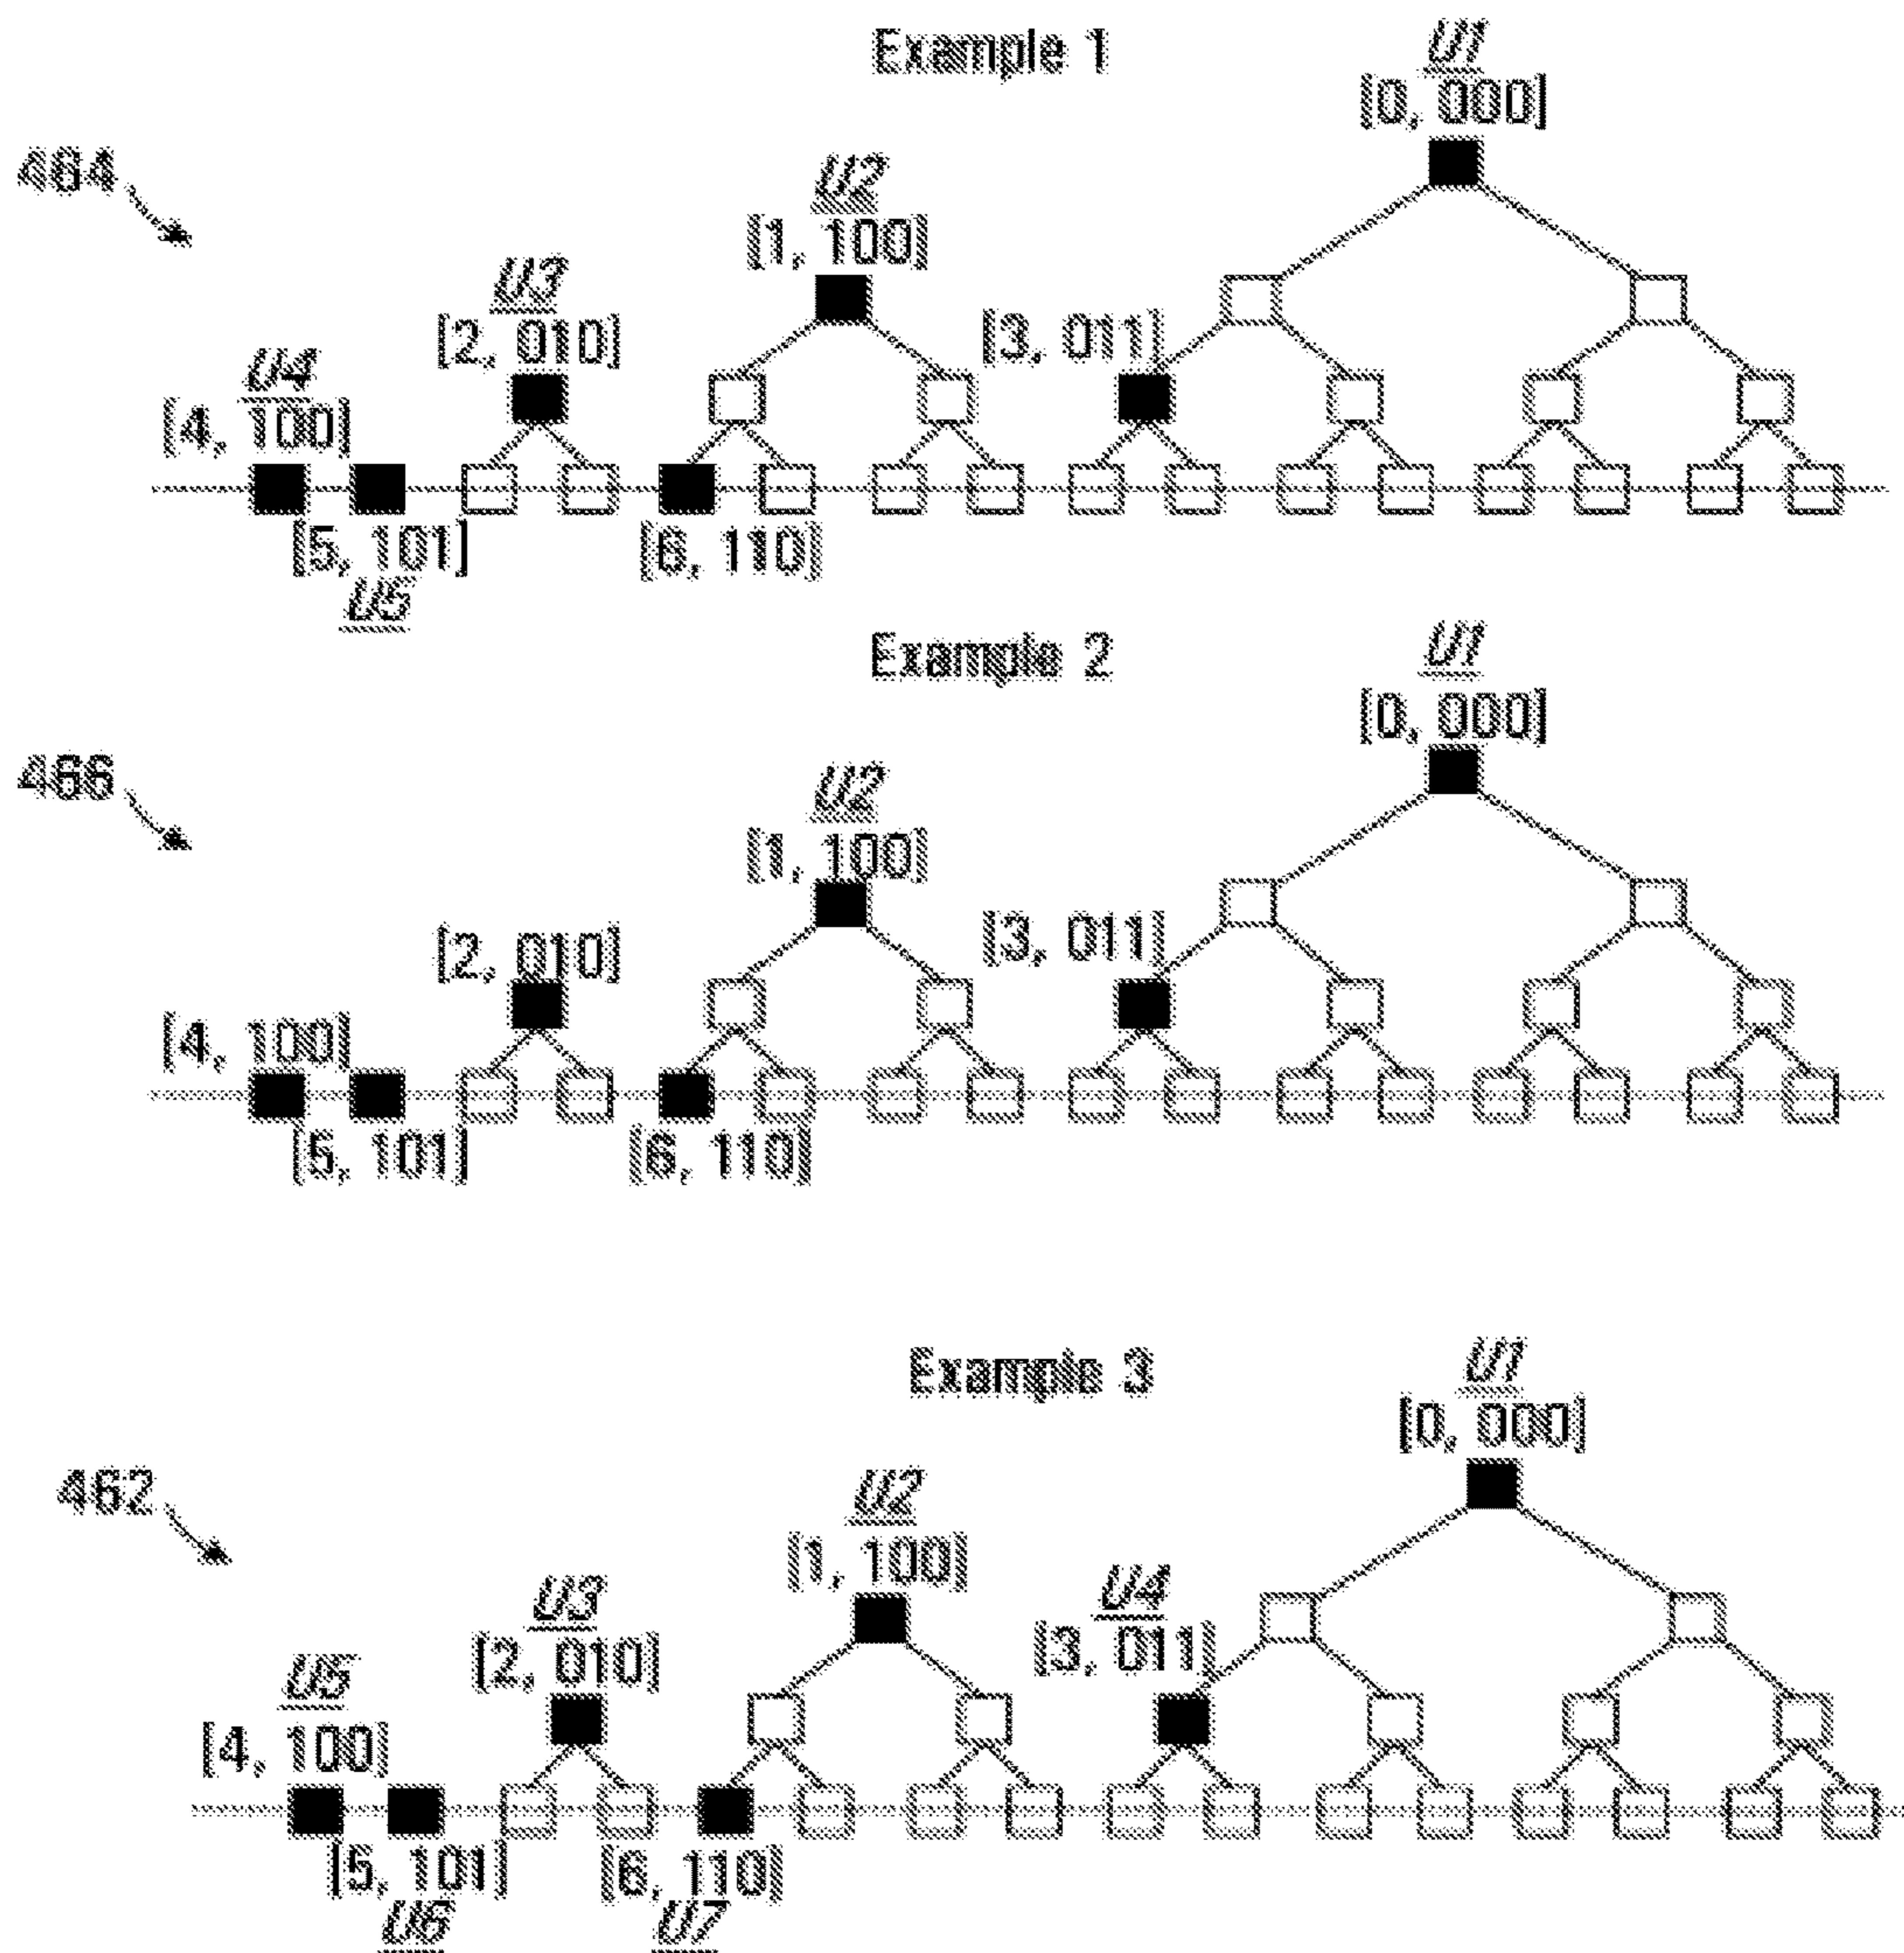 Example 1
U1
[0, 000]
464
U2
[1, 100]
U3
[2, 010]
[3, 011]
U4
[4, 100]
[5, 101]
U5
[6, 110]
Example 2
U1
[0, 000]
466
U2
[1, 100]
[2, 010]
[3, 011]
[4, 100]
[5, 101]
[6, 110]
Example 3
U1
[0, 000]
462
U2
[1, 100]
U3
[2, 010]
U4
[3, 011]
U5
[4, 100]
[5, 101]
U6
[6, 110]
U7